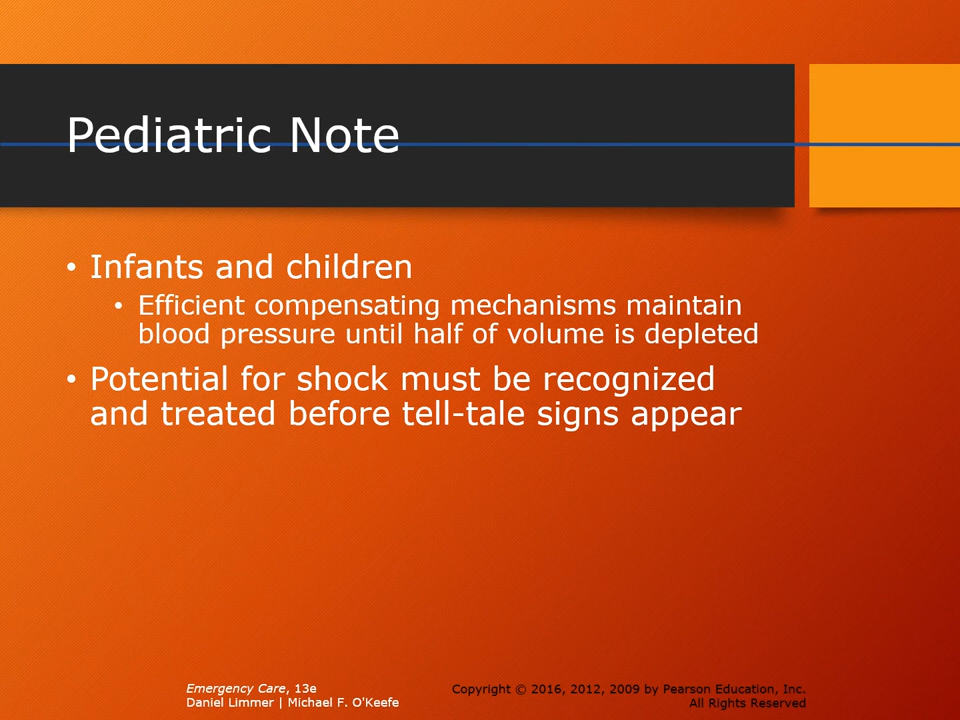 Pediatric Note
• Infants and children
• Efficient compensating mechanisms maintain
blood pressure until half of volume is depleted
• Potential for shock must be recognized
and treated before tell-tale signs appear
Emergency Care, 13e
Daniel Limmer | Michael F. O'Keefe
Copyright © 2016, 2012, 2009 by Pearson Education, Inc.
All Rights Reserved